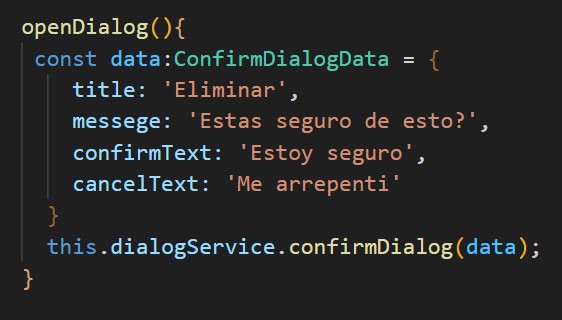 openDialog(){
const data:ConfirmDialogData = {
title: 'Eliminar',
messege: 'Estas seguro de esto?',
confirmText: 'Estoy seguro',
cancelText: 'Me arrepenti'
}
this.dialogService.confirmDialog(data);
}